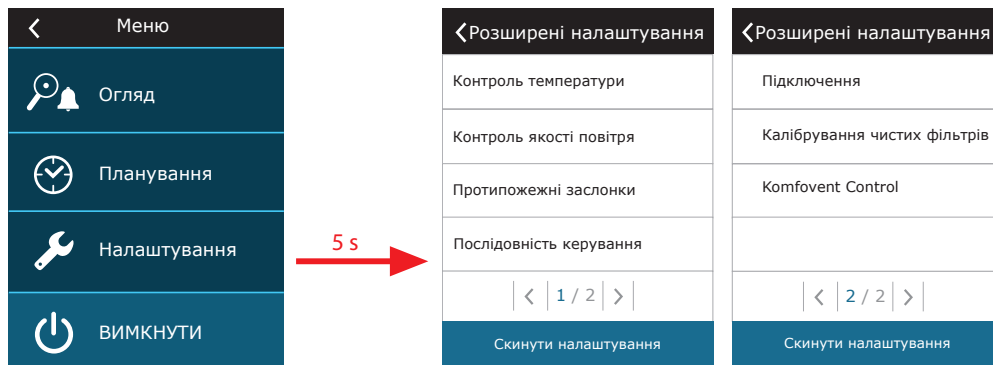 Меню
Огляд
Планування
Налаштування
ВИМКНУТИ
5 s
Розширені налаштування
Контроль температури
Контроль якості повітря
Протипожежні заслонки
Послідовність керування
1 / 2
Скинути налаштування
Розширені налаштування
Підключення
Калібрування чистих фільтрів
Komfovent Control
2 / 2
Скинути налаштування